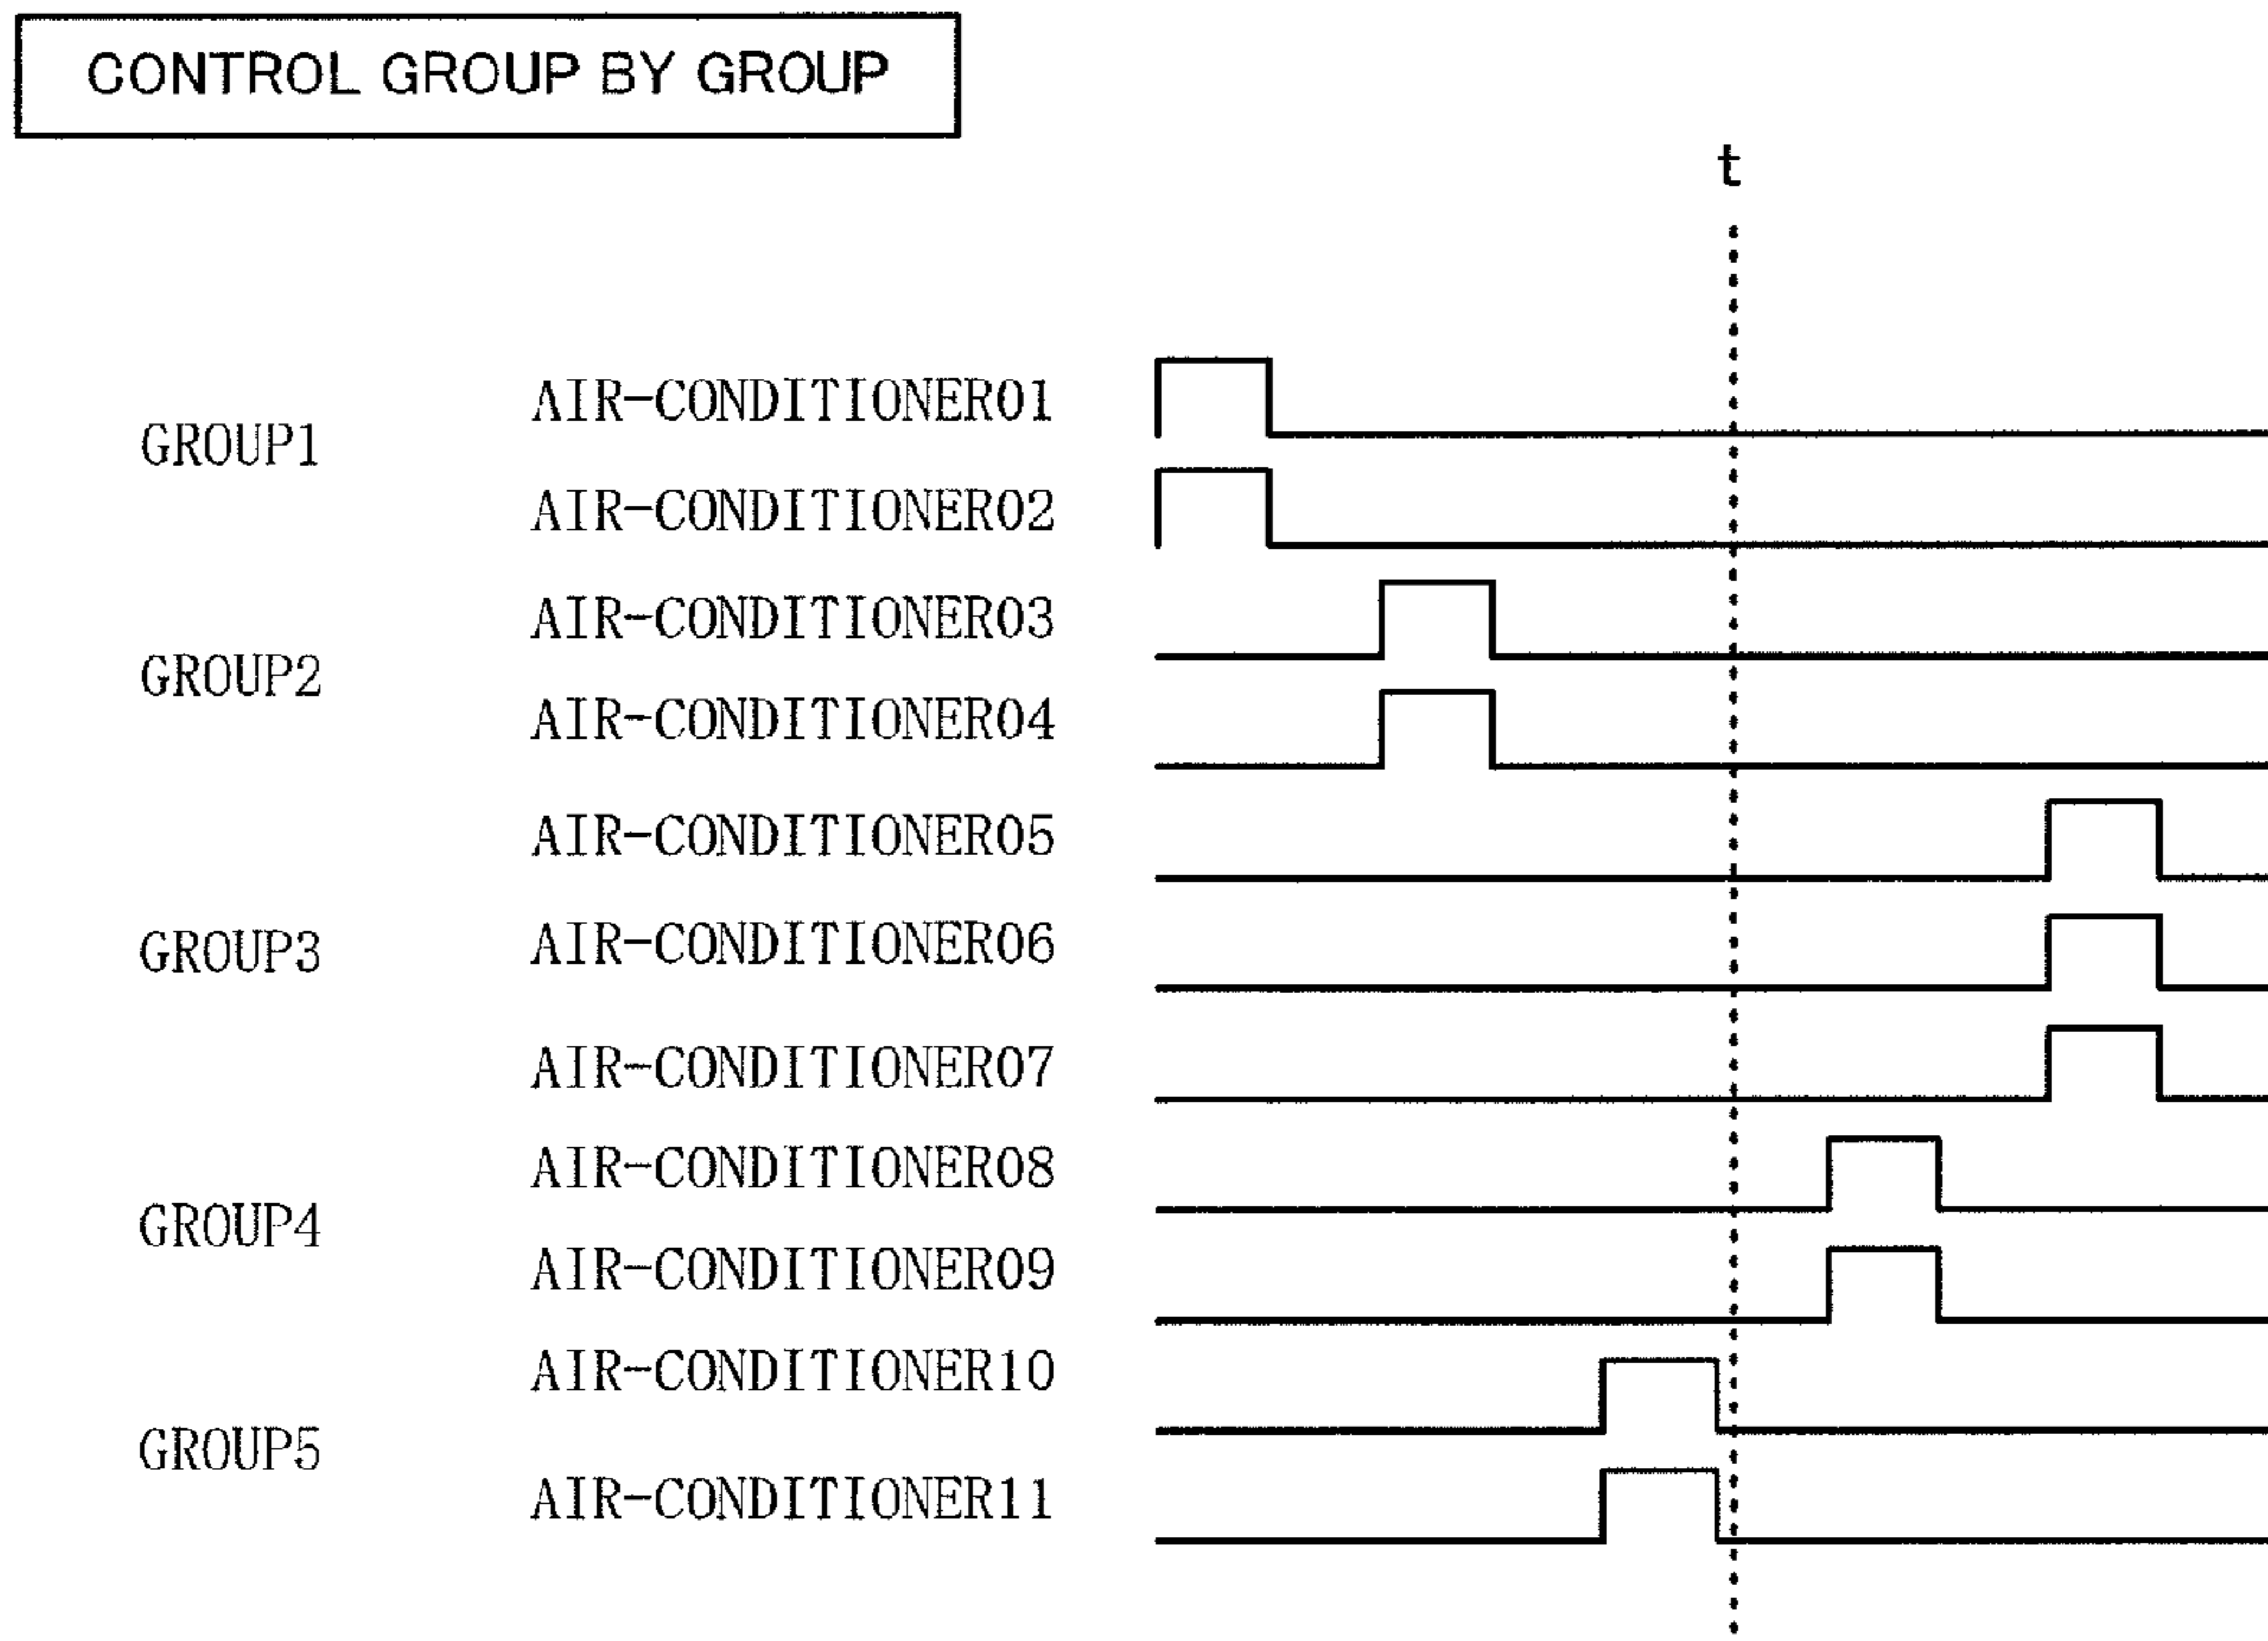 CONTROL GROUP BY GROUP
t
GROUP1
AIR-CONDITIONER01
AIR-CONDITIONER02
GROUP2
AIR-CONDITIONER03
AIR-CONDITIONER04
GROUP3
AIR-CONDITIONER05
AIR-CONDITIONER06
AIR-CONDITIONER07
GROUP4
AIR-CONDITIONER08
AIR-CONDITIONER09
GROUP5
AIR-CONDITIONER10
AIR-CONDITIONER11